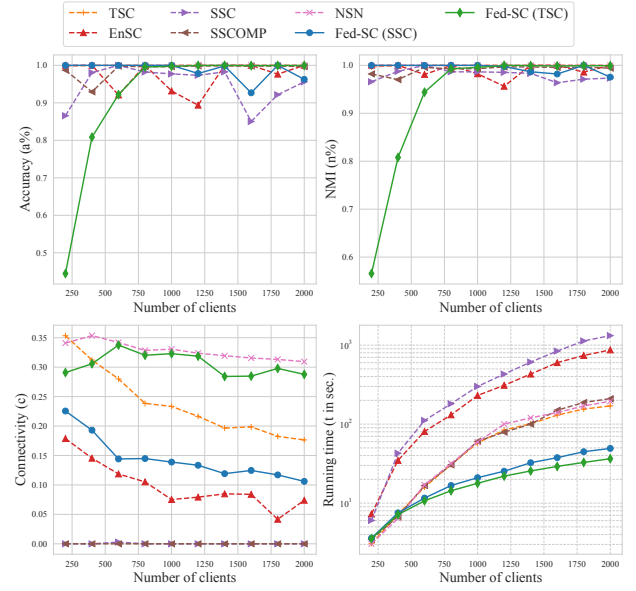 TSC SSC NSN Fed-SC (TSC)
EnSC SSCOMP Fed-SC (SSC)
Accuracy (a%)
1.0
0.9
0.8
0.7
0.6
0.5
250 500 750 1000 1250 1500 1750 2000
Number of clients
NMI (n%)
1.0
0.9
0.8
0.7
0.6
250 500 750 1000 1250 1500 1750 2000
Number of clients
Connectivity (c)
0.35
0.30
0.25
0.20
0.15
0.10
0.05
0.00
250 500 750 1000 1250 1500 1750 2000
Number of clients
Running time (t in sec.)
10³
10²
10¹
250 500 750 1000 1250 1500 1750 2000
Number of clients